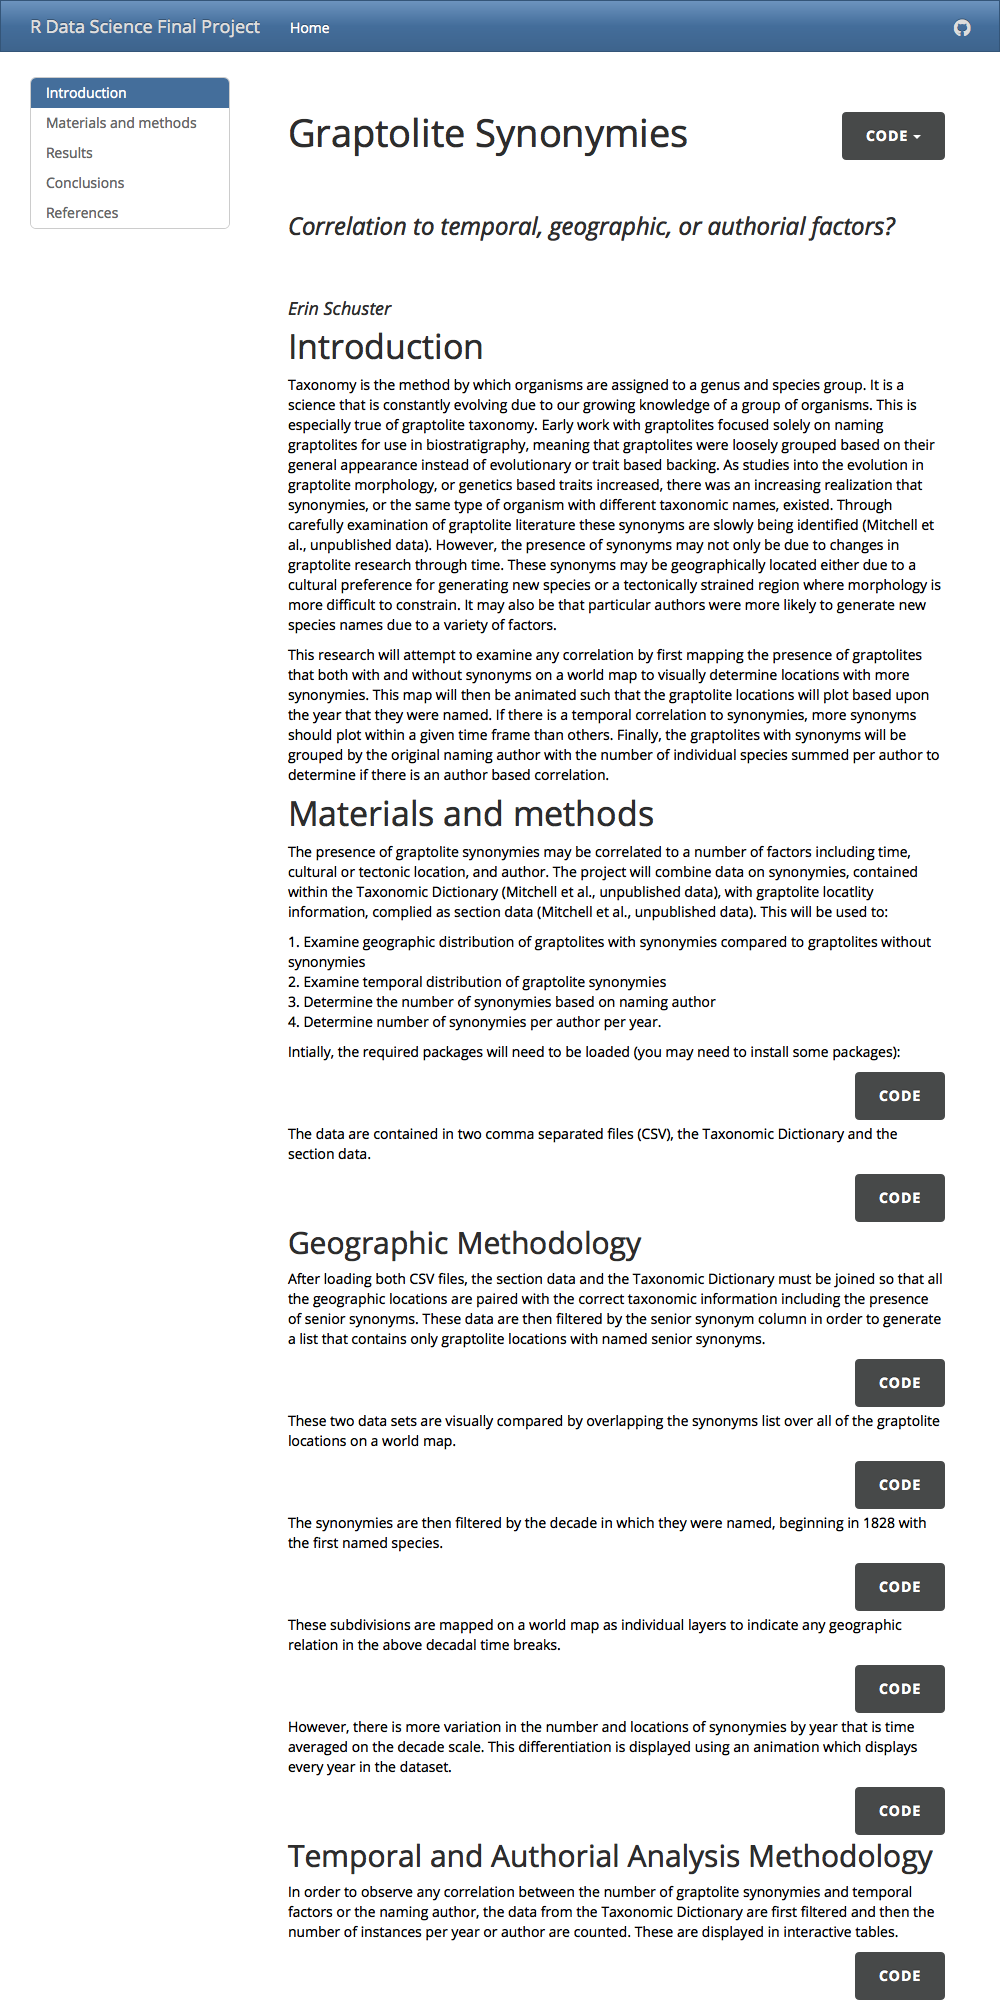 R Data Science Final Project
Home
Introduction
Materials and methods
Results
Conclusions
References
Graptolite Synonymies
CODE
Correlation to temporal, geographic, or authorial factors?
Erin Schuster
Introduction
Taxonomy is the method by which organisms are assigned to a genus and species group. It is a
science that is constantly evolving due to our growing knowledge of a group of organisms. This is
especially true of graptolite taxonomy. Early work with graptolites focused solely on naming
graptolites for use in biostratigraphy, meaning that graptolites were loosely grouped based on their
general appearance instead of evolutionary or trait based backing. As studies into the evolution in
graptolite morphology, or genetics based traits increased, there was an increasing realization that
synonymies, or the same type of organism with different taxonomic names, existed. Through
carefully examination of graptolite literature these synonyms are slowly being identified (Mitchell et
al., unpublished data). However, the presence of synonyms may not only be due to changes in
graptolite research through time. These synonyms may be geographically located either due to a
cultural preference for generating new species or a tectonically strained region where morphology is
more difficult to constrain. It may also be that particular authors were more likely to generate new
species names due to a variety of factors.
This research will attempt to examine any correlation by first mapping the presence of graptolites
that both with and without synonyms on a world map to visually determine locations with more
synonymies. This map will then be animated such that the graptolite locations will plot based upon
the year that they were named. If there is a temporal correlation to synonymies, more synonyms
should plot within a given time frame than others. Finally, the graptolites with synonyms will be
grouped by the original naming author with the number of individual species summed per author to
determine if there is an author based correlation.
Materials and methods
The presence of graptolite synonymies may be correlated to a number of factors including time,
cultural or tectonic location, and author. The project will combine data on synonymies, contained
within the Taxonomic Dictionary (Mitchell et al., unpublished data), with graptolite locatlity
information, complied as section data (Mitchell et al., unpublished data). This will be used to:
1. Examine geographic distribution of graptolites with synonymies compared to graptolites without
synonymies
2. Examine temporal distribution of graptolite synonymies
3. Determine the number of synonymies based on naming author
4. Determine number of synonymies per author per year.
Intially, the required packages will need to be loaded (you may need to install some packages):
CODE
The data are contained in two comma separated files (CSV), the Taxonomic Dictionary and the
section data.
CODE
Geographic Methodology
After loading both CSV files, the section data and the Taxonomic Dictionary must be joined so that all
the geographic locations are paired with the correct taxonomic information including the presence
of senior synonyms. These data are then filtered by the senior synonym column in order to generate
a list that contains only graptolite locations with named senior synonyms.
CODE
These two data sets are visually compared by overlapping the synonyms list over all of the graptolite
locations on a world map.
CODE
The synonymies are then filtered by the decade in which they were named, beginning in 1828 with
the first named species.
CODE
These subdivisions are mapped on a world map as individual layers to indicate any geographic
relation in the above decadal time breaks.
CODE
However, there is more variation in the number and locations of synonymies by year that is time
averaged on the decade scale. This differentiation is displayed using an animation which displays
every year in the dataset.
CODE
Temporal and Authorial Analysis Methodology
In order to observe any correlation between the number of graptolite synonymies and temporal
factors or the naming author, the data from the Taxonomic Dictionary are first filtered and then the
number of instances per year or author are counted. These are displayed in interactive tables.
CODE